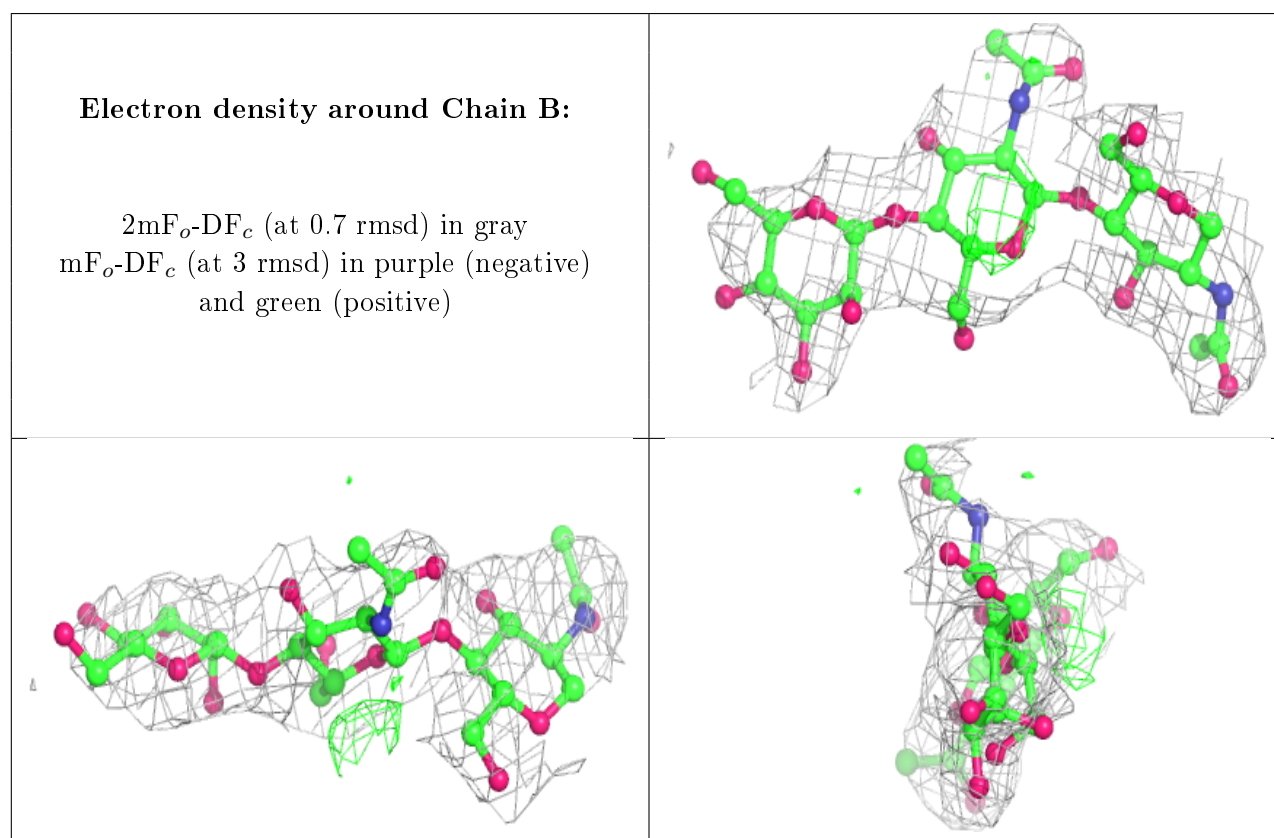 Electron density around Chain B:
2mFₒ-DF𝒸 (at 0.7 rmsd) in gray
mFₒ-DF𝒸 (at 3 rmsd) in purple (negative)
and green (positive)